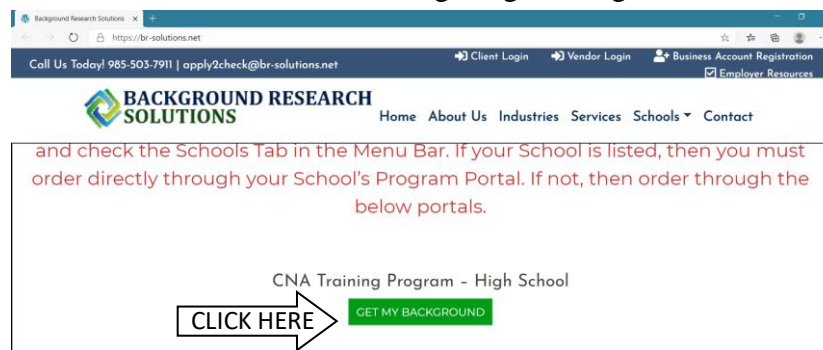 Background Research Solutions
https://br-solutions.net
Call Us Today! 985-503-7911 | apply2check@br-solutions.net
Client Login Vendor Login Business Account Registration
Employer Resources
BACKGROUND RESEARCH
SOLUTIONS
Home About Us Industries Services Schools Contact
and check the Schools Tab in the Menu Bar. If your School is listed, then you must
order directly through your School's Program Portal. If not, then order through the
below portals.
CNA Training Program – High School
GET MY BACKGROUND
CLICK HERE